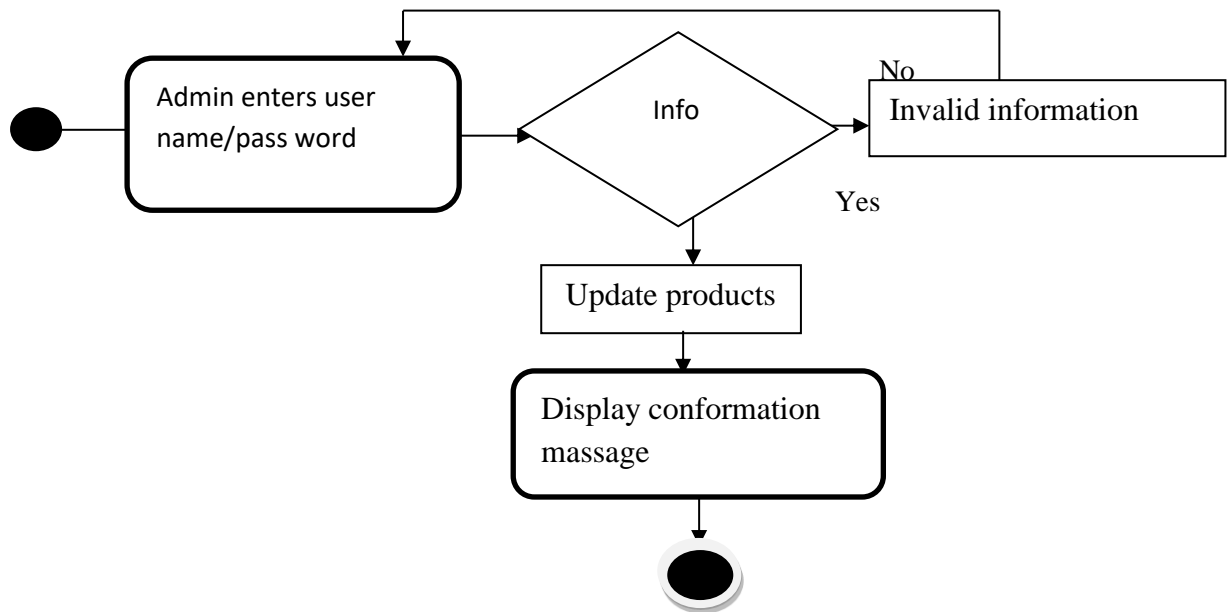 Admin enters user
name/pass word
Info
No
Invalid information
Yes
Update products
Display conformation
massage